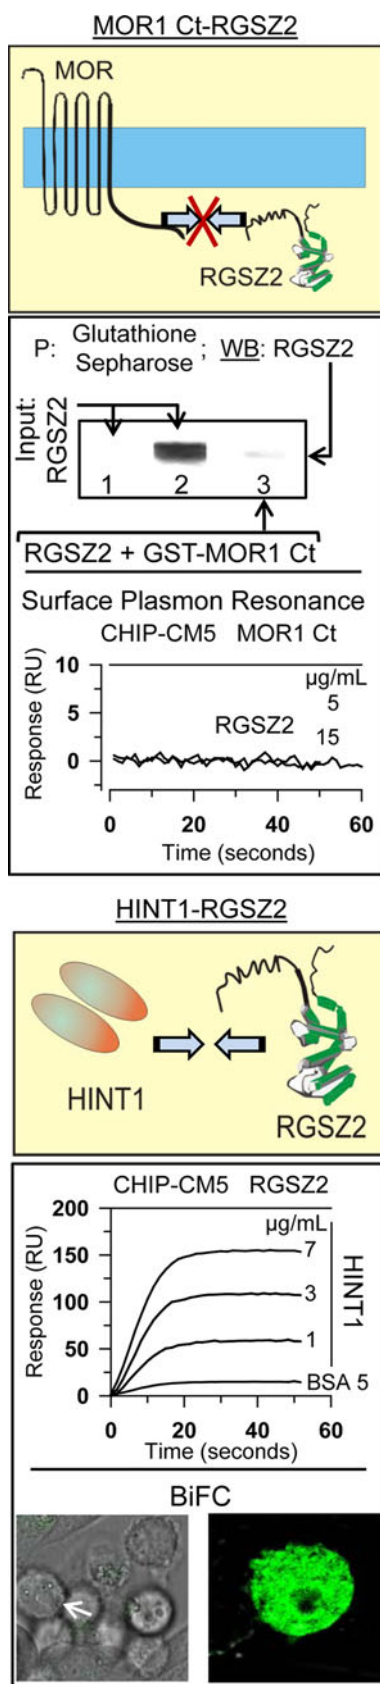 MOR1 Ct-RGSZ2
MOR
RGSZ2
P: Glutathione Sepharose ; WB: RGSZ2
Input: RGSZ2
1 2 3
RGSZ2 + GST-MOR1 Ct
Surface Plasmon Resonance
CHIP-CM5 MOR1 Ct
Response (RU)
10
5
0
µg/mL
5
RGSZ2 15
0 20 40 60
Time (seconds)
HINT1-RGSZ2
HINT1
RGSZ2
CHIP-CM5 RGSZ2
Response (RU)
200
150
100
50
0
µg/mL
7
3
1
BSA 5
HINT1
0 20 40 60
Time (seconds)
BiFC